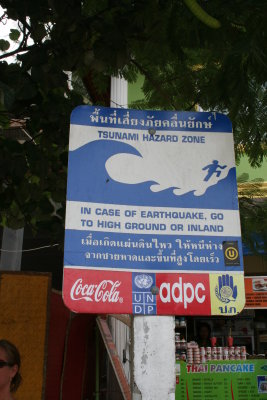 พื้นที่เสี่ยงภัยคลื่นยักษ์
TSUNAMI HAZARD ZONE
IN CASE OF EARTHQUAKE, GO
TO HIGH GROUND OR INLAND
เมื่อเกิดแผ่นดินไหว ให้หนีห่าง
จากชายหาดและขึ้นที่สูงโดยเร็ว
Coca-Cola
UN
DP
adpc
ปภ
THAI PANCAKE